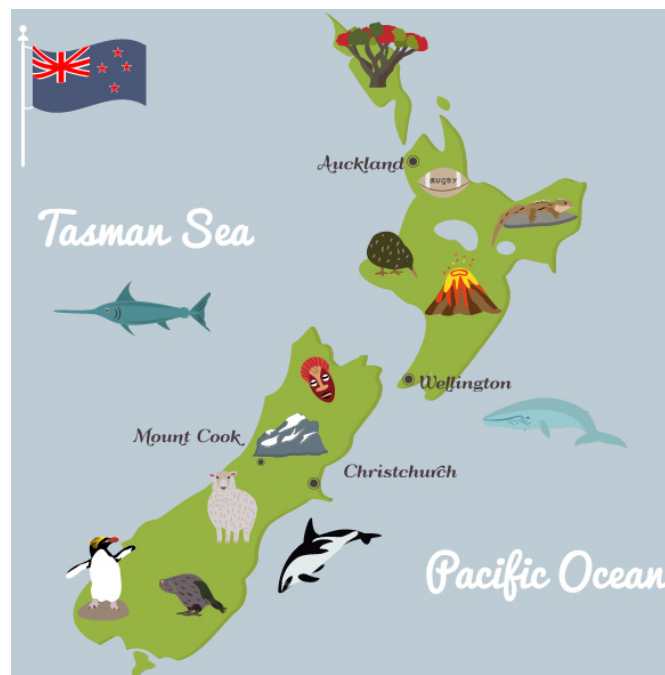 Auckland
RUGBY
Tasman Sea
Wellington
Mount Cook
Christchurch
Pacific Ocean